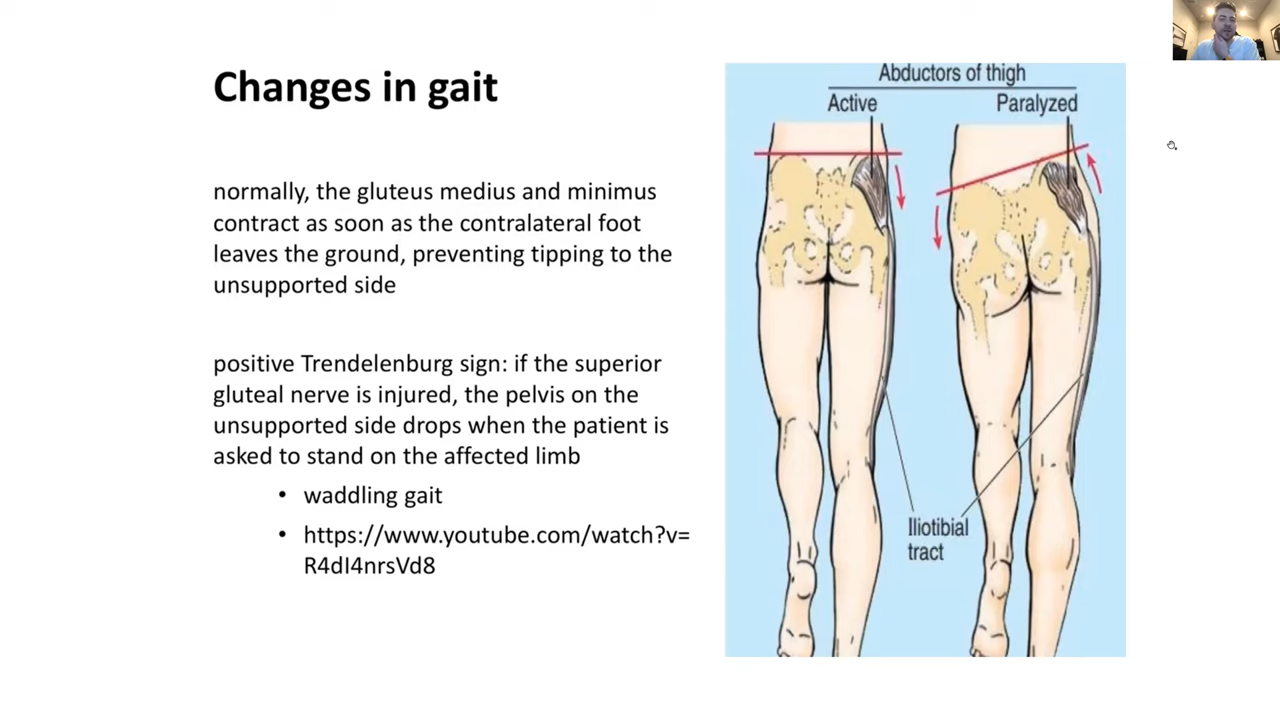 Changes in gait
normally, the gluteus medius and minimus
contract as soon as the contralateral foot
leaves the ground, preventing tipping to the
unsupported side
positive Trendelenburg sign: if the superior
gluteal nerve is injured, the pelvis on the
unsupported side drops when the patient is
asked to stand on the affected limb
• waddling gait
• https://www.youtube.com/watch?v=
R4dI4nrsVd8
Abductors of thigh
Active Paralyzed
Iliotibial
tract